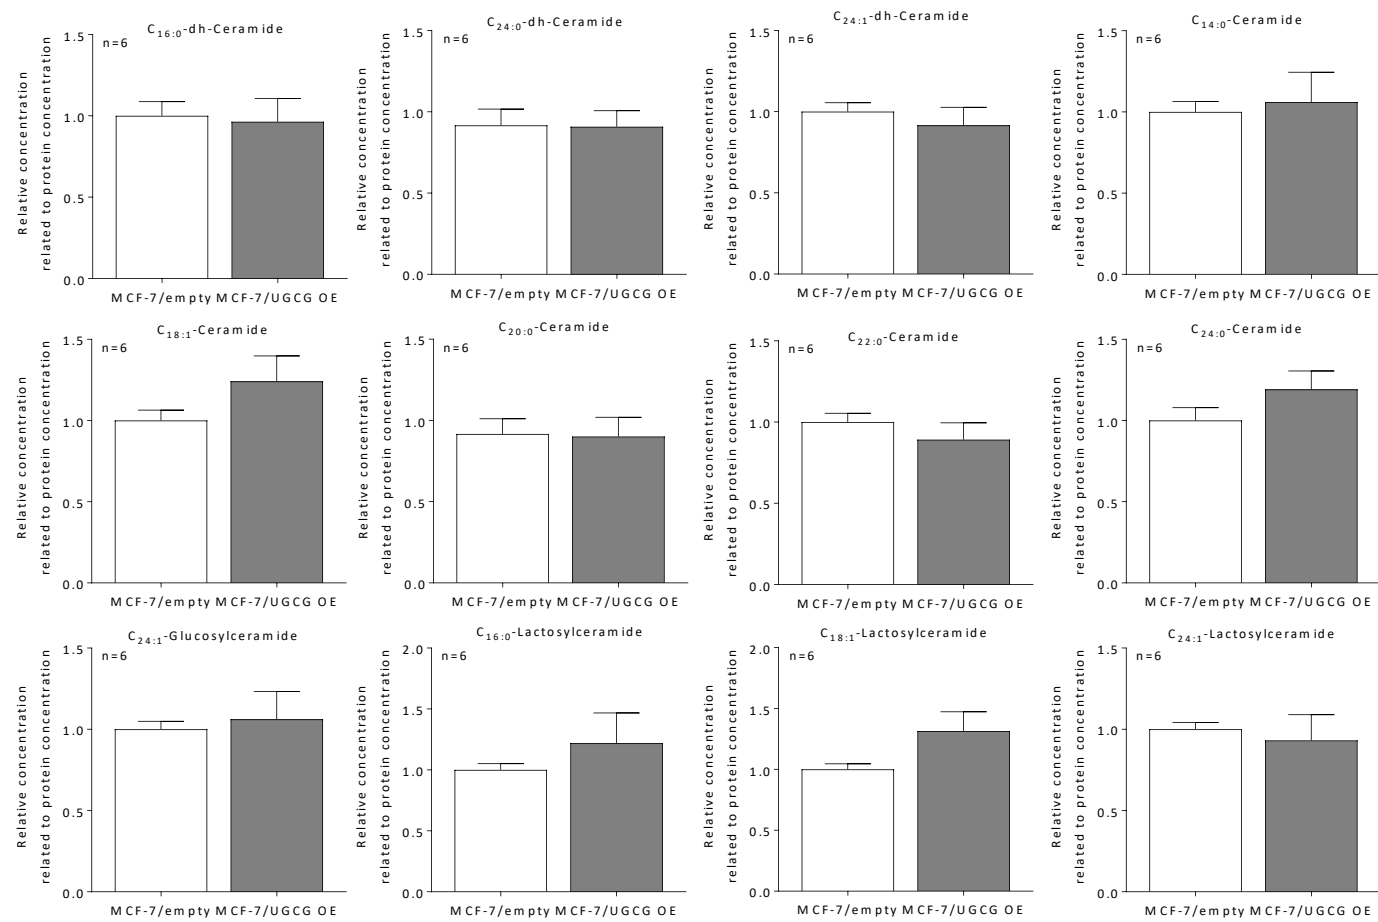 C16:0-dh-Ceramide
n=6
Relative concentration
related to protein concentration
1.5
1.0
0.5
0.0
MCF-7/empty MCF-7/UGCG OE
C24:0-dh-Ceramide
n=6
Relative concentration
related to protein concentration
1.5
1.0
0.5
0.0
MCF-7/empty MCF-7/UGCG OE
C24:1-dh-Ceramide
n=6
Relative concentration
related to protein concentration
1.5
1.0
0.5
0.0
MCF-7/empty MCF-7/UGCG OE
C14:0-Ceramide
n=6
Relative concentration
related to protein concentration
1.5
1.0
0.5
0.0
MCF-7/empty MCF-7/UGCG OE
C18:1-Ceramide
n=6
Relative concentration
related to protein concentration
1.5
1.0
0.5
0.0
MCF-7/empty MCF-7/UGCG OE
C20:0-Ceramide
n=6
Relative concentration
related to protein concentration
1.5
1.0
0.5
0.0
MCF-7/empty MCF-7/UGCG OE
C22:0-Ceramide
n=6
Relative concentration
related to protein concentration
1.5
1.0
0.5
0.0
MCF-7/empty MCF-7/UGCG OE
C24:0-Ceramide
n=6
Relative concentration
related to protein concentration
1.5
1.0
0.5
0.0
MCF-7/empty MCF-7/UGCG OE
C24:1-Glucosylceramide
n=6
Relative concentration
related to protein concentration
1.5
1.0
0.5
0.0
MCF-7/empty MCF-7/UGCG OE
C16:0-Lactosylceramide
n=6
Relative concentration
related to protein concentration
2.0
1.5
1.0
0.5
0.0
MCF-7/empty MCF-7/UGCG OE
C18:1-Lactosylceramide
n=6
Relative concentration
related to protein concentration
2.0
1.5
1.0
0.5
0.0
MCF-7/empty MCF-7/UGCG OE
C24:1-Lactosylceramide
n=6
Relative concentration
related to protein concentration
1.5
1.0
0.5
0.0
MCF-7/empty MCF-7/UGCG OE